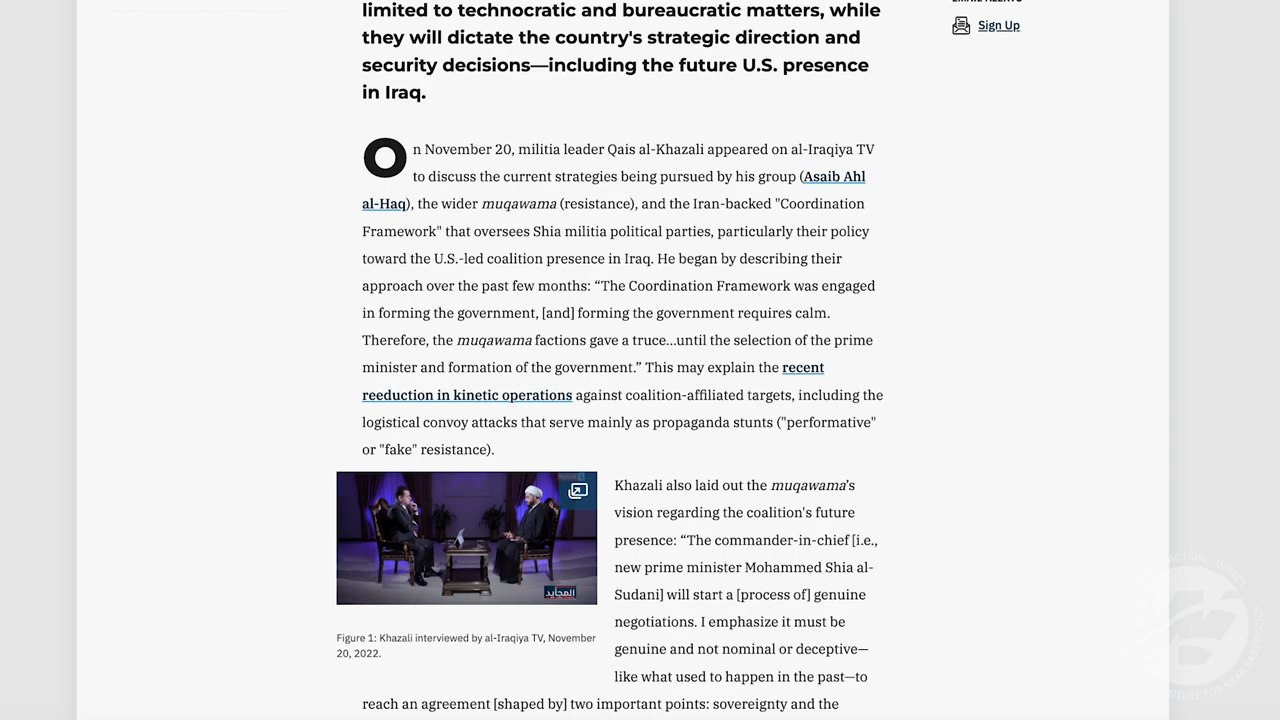 limited to technocratic and bureaucratic matters, while
they will dictate the country's strategic direction and
security decisions—including the future U.S. presence
in Iraq.
Sign Up
On November 20, militia leader Qais al-Khazali appeared on al-Iraqiya TV
to discuss the current strategies being pursued by his group (Asaib Ahl
al-Haq), the wider muqawama (resistance), and the Iran-backed "Coordination
Framework" that oversees Shia militia political parties, particularly their policy
toward the U.S.-led coalition presence in Iraq. He began by describing their
approach over the past few months: “The Coordination Framework was engaged
in forming the government, [and] forming the government requires calm.
Therefore, the muqawama factions gave a truce...until the selection of the prime
minister and formation of the government.” This may explain the recent
reeduction in kinetic operations against coalition-affiliated targets, including the
logistical convoy attacks that serve mainly as propaganda stunts ("performative"
or "fake" resistance).
Khazali also laid out the muqawama’s
vision regarding the coalition's future
presence: “The commander-in-chief [i.e.,
new prime minister Mohammed Shia al-
Sudani] will start a [process of] genuine
negotiations. I emphasize it must be
genuine and not nominal or deceptive—
like what used to happen in the past—to
reach an agreement [shaped by] two important points: sovereignty and the
Figure 1: Khazali interviewed by al-Iraqiya TV, November
20, 2022.